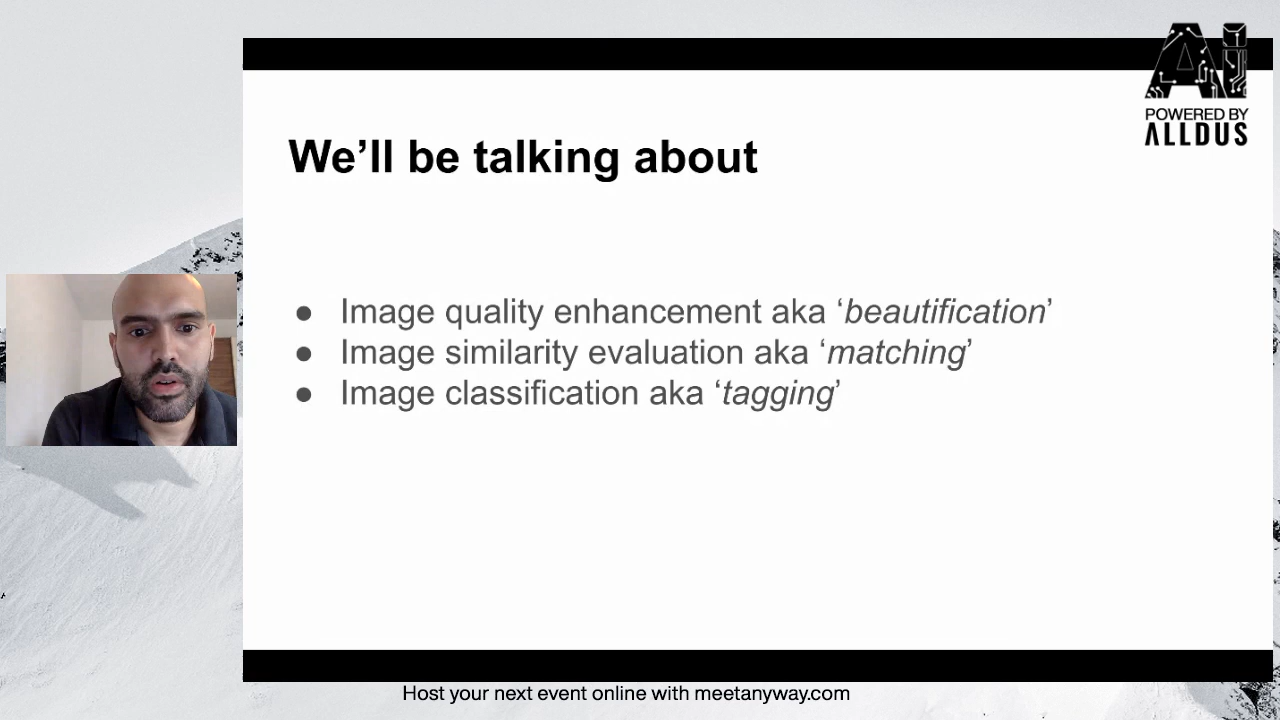 AI
POWERED BY
ALLDUS
We’ll be talking about
● Image quality enhancement aka ‘beautification’
● Image similarity evaluation aka ‘matching’
● Image classification aka ‘tagging’
Host your next event online with meetanyway.com